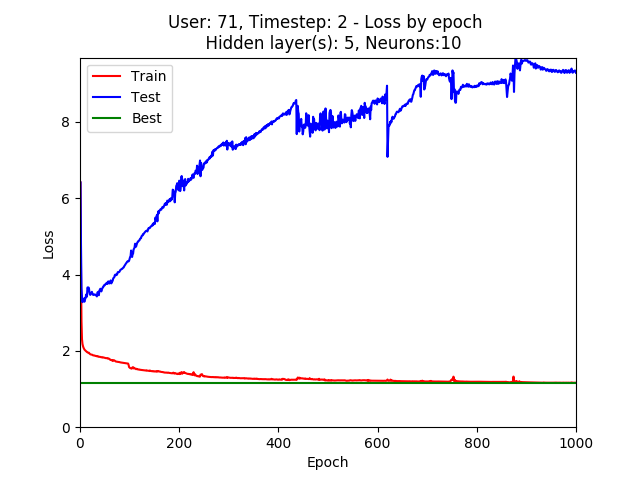 User: 71, Timestep: 2 - Loss by epoch
Hidden layer(s): 5, Neurons:10
Train
Test
Best
Loss
8
6
4
2
0
0 200 400 600 800 1000
Epoch